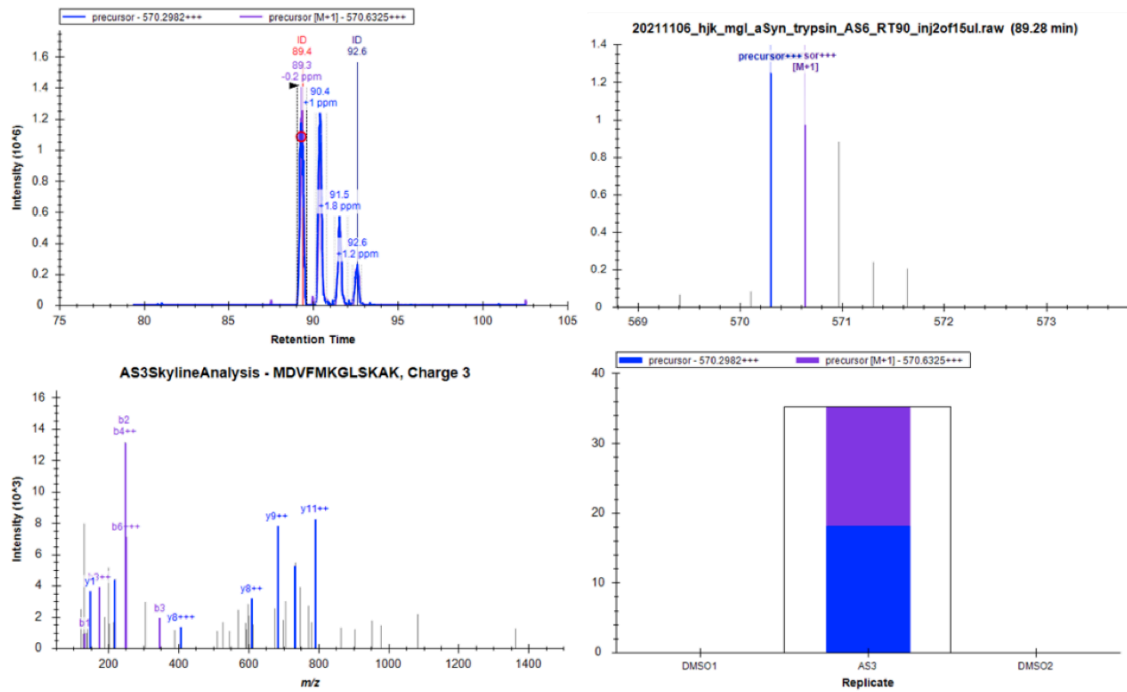 precursor - 570.2982+++ precursor [M+1] - 570.6325+++
ID
89.4
89.3
-0.2 ppm
ID
92.6
90.4
+1 ppm
91.5
+1.8 ppm
92.6
+1.2 ppm
Intensity (10^6)
1.6
1.4
1.2
1.0
0.8
0.6
0.4
0.2
0
75 80 85 90 95 100 105
Retention Time
20211106_hjk_mgl_aSyn_trypsin_AS6_RT90_inj2of15ul.raw (89.28 min)
precursor+++ sor+++
[M+1]
Intensity (10^6)
1.4
1.2
1.0
0.8
0.6
0.4
0.2
0
569 570 571 572 573
AS3SkylineAnalysis - MDVFMKGLSKAK, Charge 3
Intensity (10^3)
16
14
12
10
8
6
4
2
0
b2
b4++
b6+++
y1
b1
b3
y8+++
y8++
y9++
y11++
200 400 600 800 1000 1200 1400
m/z
precursor - 570.2982+++ precursor [M+1] - 570.6325+++
40
30
20
10
0
DMSO1 AS3 DMSO2
Replicate